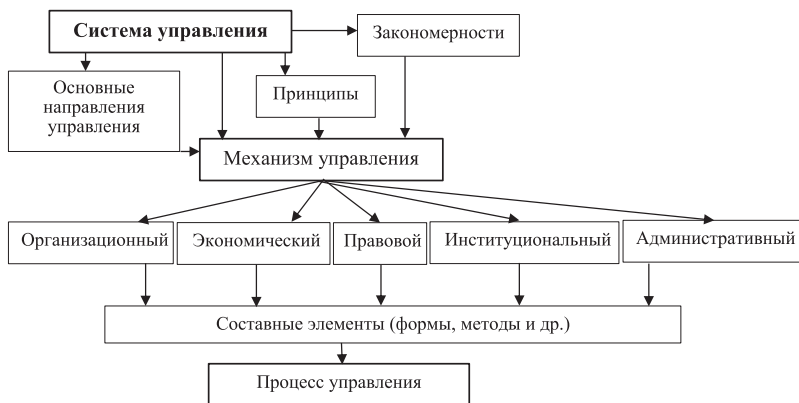 Система управления
Закономерности
Основные
направления
управления
Принципы
Механизм управления
Организационный
Экономический
Правовой
Институциональный
Административный
Составные элементы (формы, методы и др.)
Процесс управления